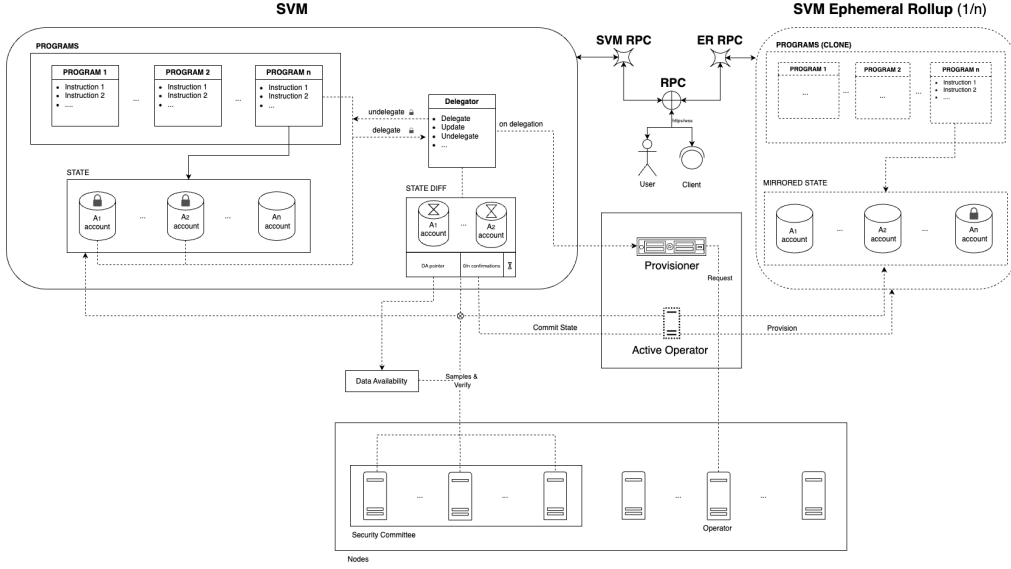 SVM
SVM Ephemeral Rollup (1/n)
PROGRAMS
PROGRAM 1
• Instruction 1
• Instruction 2
• ....
...
PROGRAM 2
• Instruction 1
• Instruction 2
• ...
...
PROGRAM n
• Instruction 1
• Instruction 2
• ...
undelegate
delegate
Delegator
• Delegate
• Update
• Undelegate
• ...
on delegation
SVM RPC
ER RPC
RPC
https/wss
User
Client
PROGRAMS (CLONE)
PROGRAM 1
...
...
PROGRAM 2
...
...
PROGRAM n
• Instruction 1
• Instruction 2
• ....
STATE
A1
account
...
A2
account
...
An
account
STATE DIFF
A1
account
...
A2
account
DA pointer
0/n confirmations
MIRRORED STATE
A1
account
...
A2
account
...
An
account
Provisioner
Request
Commit State
Provision
Active Operator
Data Availability
Samples &
Verify
...
...
...
...
Operator
Security Committee
Nodes